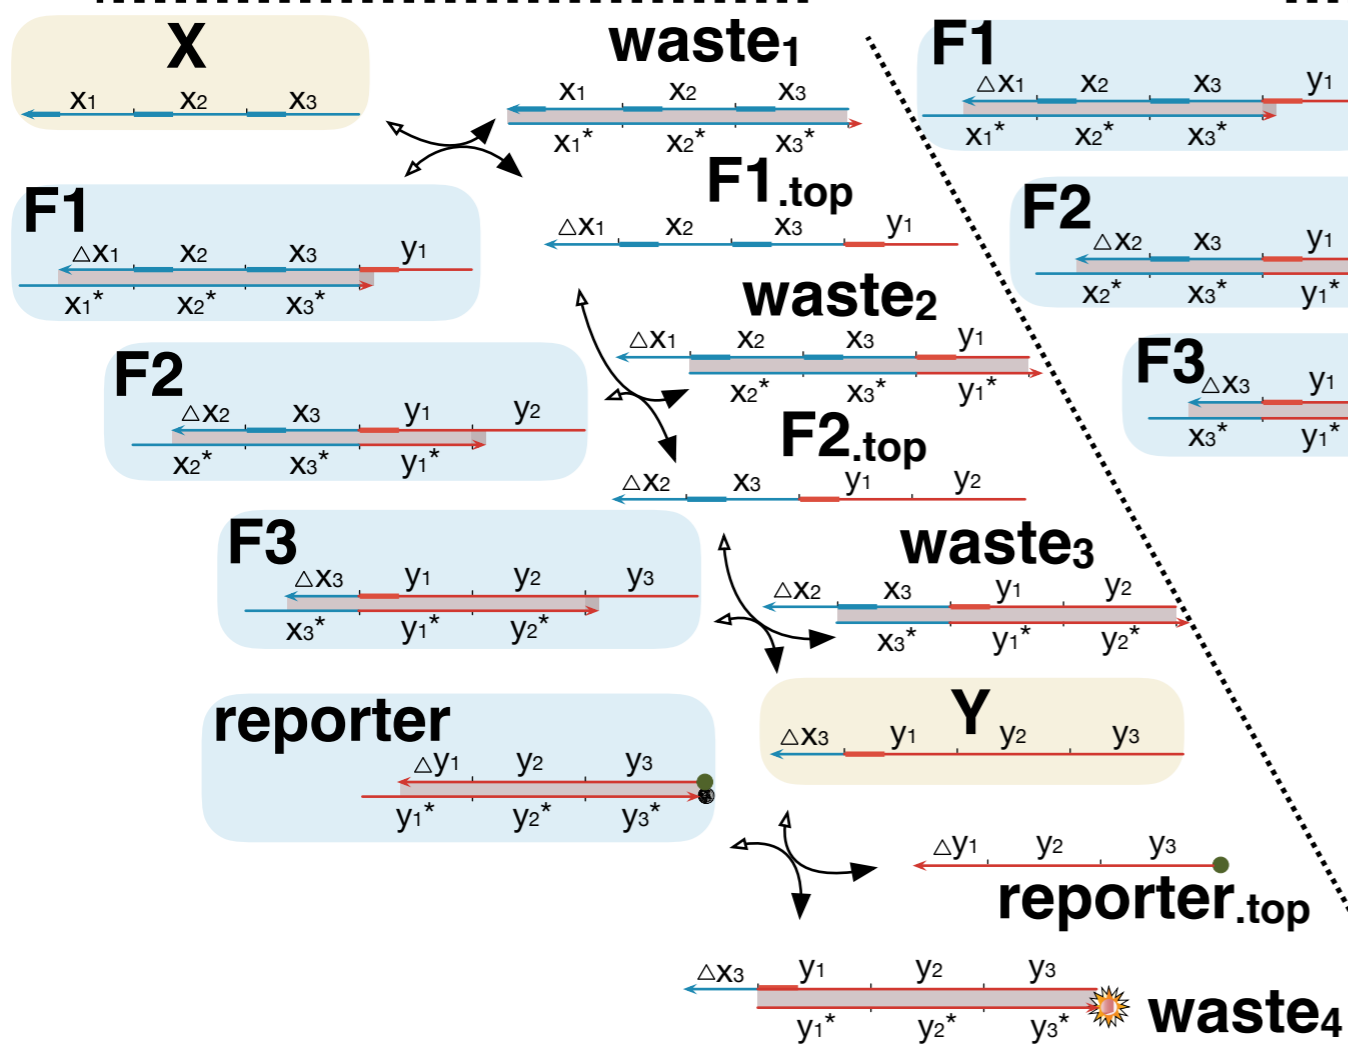 X
x1 x2 x3
waste1
x1 x2 x3
x1* x2* x3*
F1
△x1 x2 x3 y1
x1* x2* x3*
F1.top
△x1 x2 x3 y1
F2
△x2 x3 y1 y2
x2* x3* y1*
waste2
△x1 x2 x3 y1
x2* x3* y1*
F2.top
△x2 x3 y1 y2
F3
△x3 y1 y2 y3
x3* y1* y2*
waste3
△x2 x3 y1 y2
x3* y1* y2*
reporter
△y1 y2 y3
y1* y2* y3*
Y
△x3 y1 y2 y3
△y1 y2 y3
reporter.top
△x3 y1 y2 y3
y1* y2* y3*
waste4
F1
△x1 x2 x3 y1
x1* x2* x3*
F2
△x2 x3 y1
x2* x3* y1*
F3
△x3 y1
x3* y1*